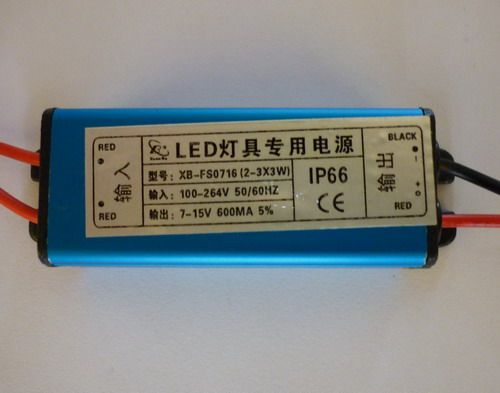 RED
输入
RED
LED灯具专用电源
型号: XB-FS0716 (2-3X3W)
输入: 100-264V 50/60HZ
输出: 7-15V 600MA 5%
IP66
CE
BLACK
输出
- o
+ o
RED